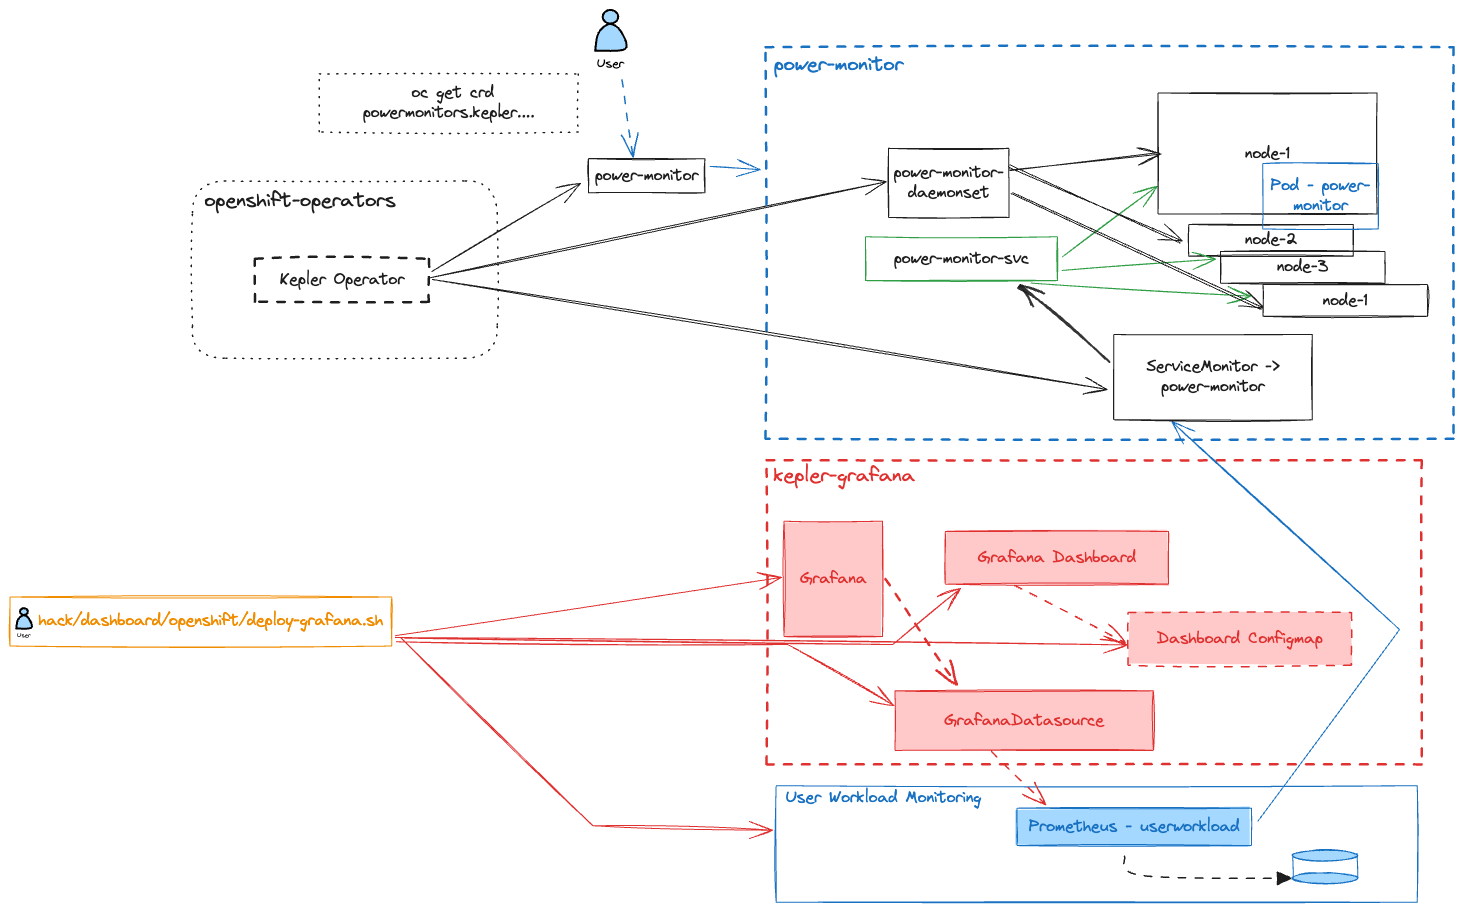 User
oc get crd
powermonitors.kepler....
power-monitor
openshift-operators
Kepler Operator
power-monitor
power-monitor-
daemonset
node-1
Pod - power-
monitor
node-2
power-monitor-svc
node-3
node-1
ServiceMonitor ->
power-monitor
kepler-grafana
Grafana
Grafana Dashboard
User
hack/dashboard/openshift/deploy-grafana.sh
Dashboard Configmap
GrafanaDatasource
User Workload Monitoring
Prometheus - userworkload